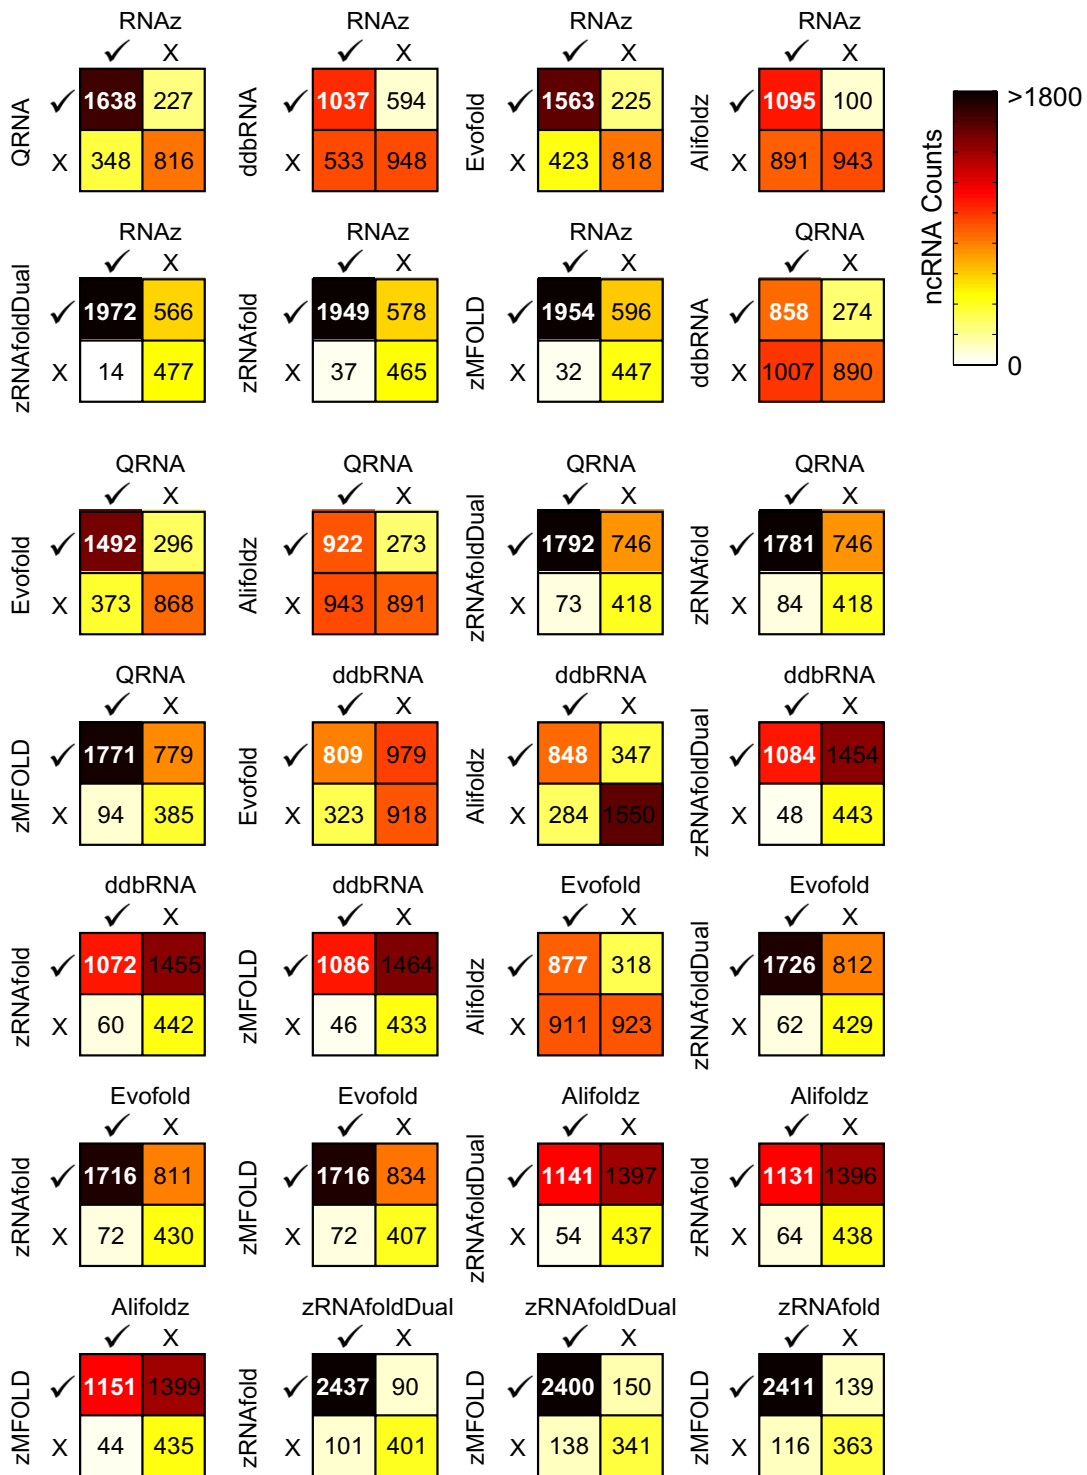 RNAz RNAz RNAz RNAz
✓ X ✓ X ✓ X ✓ X
QRNA ✓ 1638 227 ddbRNA ✓ 1037 594 Evofold ✓ 1563 225 Alifoldz ✓ 1095 100
X 348 816 X 533 948 X 423 818 X 891 943
>1800
ncRNA Counts
0
RNAz RNAz RNAz QRNA
✓ X ✓ X ✓ X ✓ X
zRNAfoldDual ✓ 1972 566 zRNAfold ✓ 1949 578 zMFOLD ✓ 1954 596 ddbRNA ✓ 858 274
X 14 477 X 37 465 X 32 447 X 1007 890
QRNA QRNA QRNA QRNA
✓ X ✓ X ✓ X ✓ X
Evofold ✓ 1492 296 Alifoldz ✓ 922 273 zRNAfoldDual ✓ 1792 746 zRNAfold ✓ 1781 746
X 373 868 X 943 891 X 73 418 X 84 418
QRNA ddbRNA ddbRNA ddbRNA
✓ X ✓ X ✓ X ✓ X
zMFOLD ✓ 1771 779 Evofold ✓ 809 979 Alifoldz ✓ 848 347 zRNAfoldDual ✓ 1084 1454
X 94 385 X 323 918 X 284 1550 X 48 443
ddbRNA ddbRNA Evofold Evofold
✓ X ✓ X ✓ X ✓ X
zRNAfold ✓ 1072 1455 zMFOLD ✓ 1086 1464 Alifoldz ✓ 877 318 zRNAfoldDual ✓ 1726 812
X 60 442 X 46 433 X 911 923 X 62 429
Evofold Evofold Alifoldz Alifoldz
✓ X ✓ X ✓ X ✓ X
zRNAfold ✓ 1716 811 zMFOLD ✓ 1716 834 zRNAfoldDual ✓ 1141 1397 zRNAfold ✓ 1131 1396
X 72 430 X 72 407 X 54 437 X 64 438
Alifoldz zRNAfoldDual zRNAfoldDual zRNAfold
✓ X ✓ X ✓ X ✓ X
zMFOLD ✓ 1151 1399 zRNAfold ✓ 2437 90 zMFOLD ✓ 2400 150 zMFOLD ✓ 2411 139
X 44 435 X 101 401 X 138 341 X 116 363